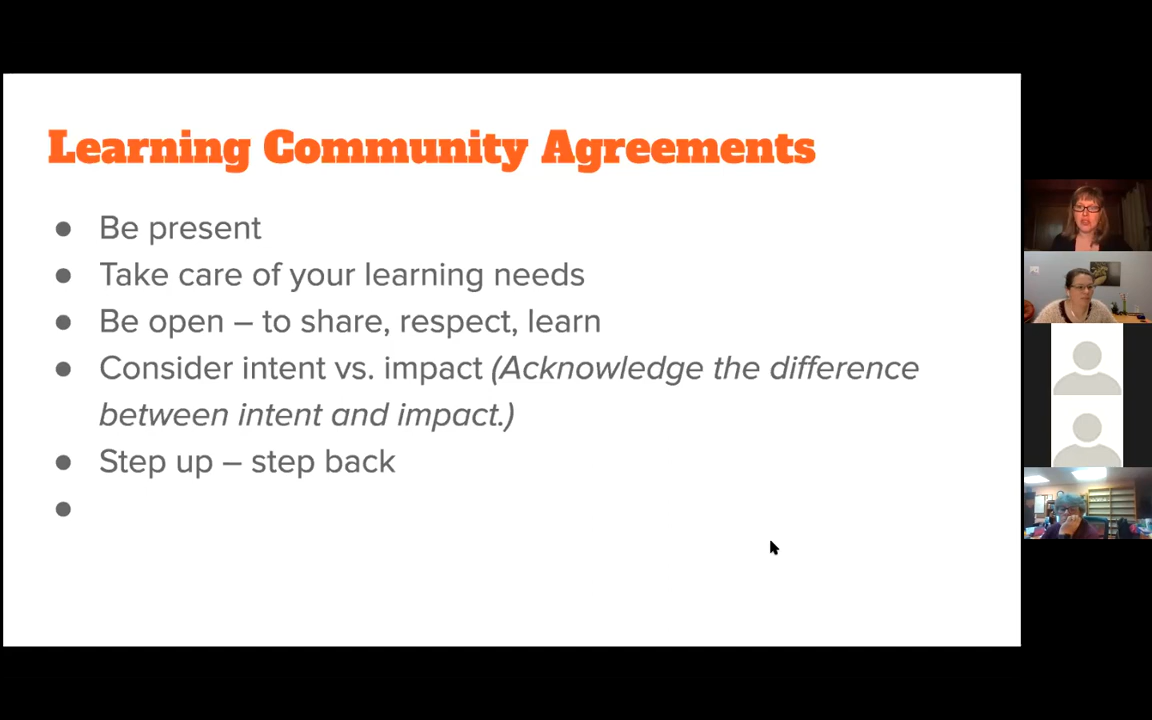 Learning Community Agreements
● Be present
● Take care of your learning needs
● Be open – to share, respect, learn
● Consider intent vs. impact (Acknowledge the difference
between intent and impact.)
● Step up – step back
●